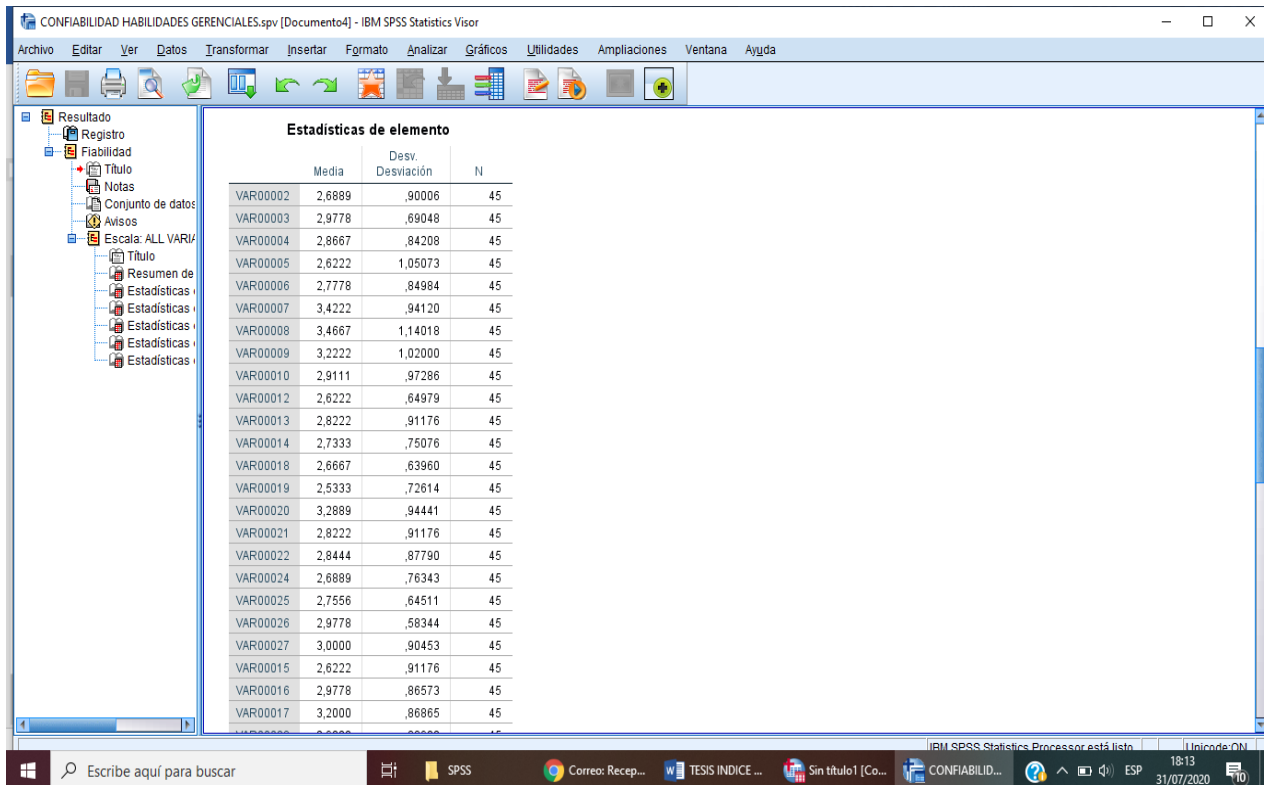 CONFIABILIDAD HABILIDADES GERENCIALES.spv [Documento4] - IBM SPSS Statistics Visor
Archivo Editar Ver Datos Transformar Insertar Formato Analizar Gráficos Utilidades Ampliaciones Ventana Ayuda
Resultado
Registro
Fiabilidad
Título
Notas
Conjunto de datos
Avisos
Escala: ALL VARIA
Título
Resumen de
Estadísticas
Estadísticas
Estadísticas
Estadísticas
Estadísticas
Estadísticas de elemento
Media Desv. Desviación N
VAR00002 2,6889 ,90006 45
VAR00003 2,9778 ,69048 45
VAR00004 2,8667 ,84208 45
VAR00005 2,6222 1,05073 45
VAR00006 2,7778 ,84984 45
VAR00007 3,4222 ,94120 45
VAR00008 3,4667 1,14018 45
VAR00009 3,2222 1,02000 45
VAR00010 2,9111 ,97286 45
VAR00012 2,6222 ,64979 45
VAR00013 2,8222 ,91176 45
VAR00014 2,7333 ,75076 45
VAR00018 2,6667 ,63960 45
VAR00019 2,5333 ,72614 45
VAR00020 3,2889 ,94441 45
VAR00021 2,8222 ,91176 45
VAR00022 2,8444 ,87790 45
VAR00024 2,6889 ,76343 45
VAR00025 2,7556 ,64511 45
VAR00026 2,9778 ,58344 45
VAR00027 3,0000 ,90453 45
VAR00015 2,6222 ,91176 45
VAR00016 2,9778 ,86573 45
VAR00017 3,2000 ,86865 45
IBM SPSS Statistics Processor está listo Unicode:ON
Escribe aquí para buscar
SPSS
Correo: Recep...
TESIS INDICE ...
Sin título1 [Co...
CONFIABILID...
ESP
18:13
31/07/2020
10